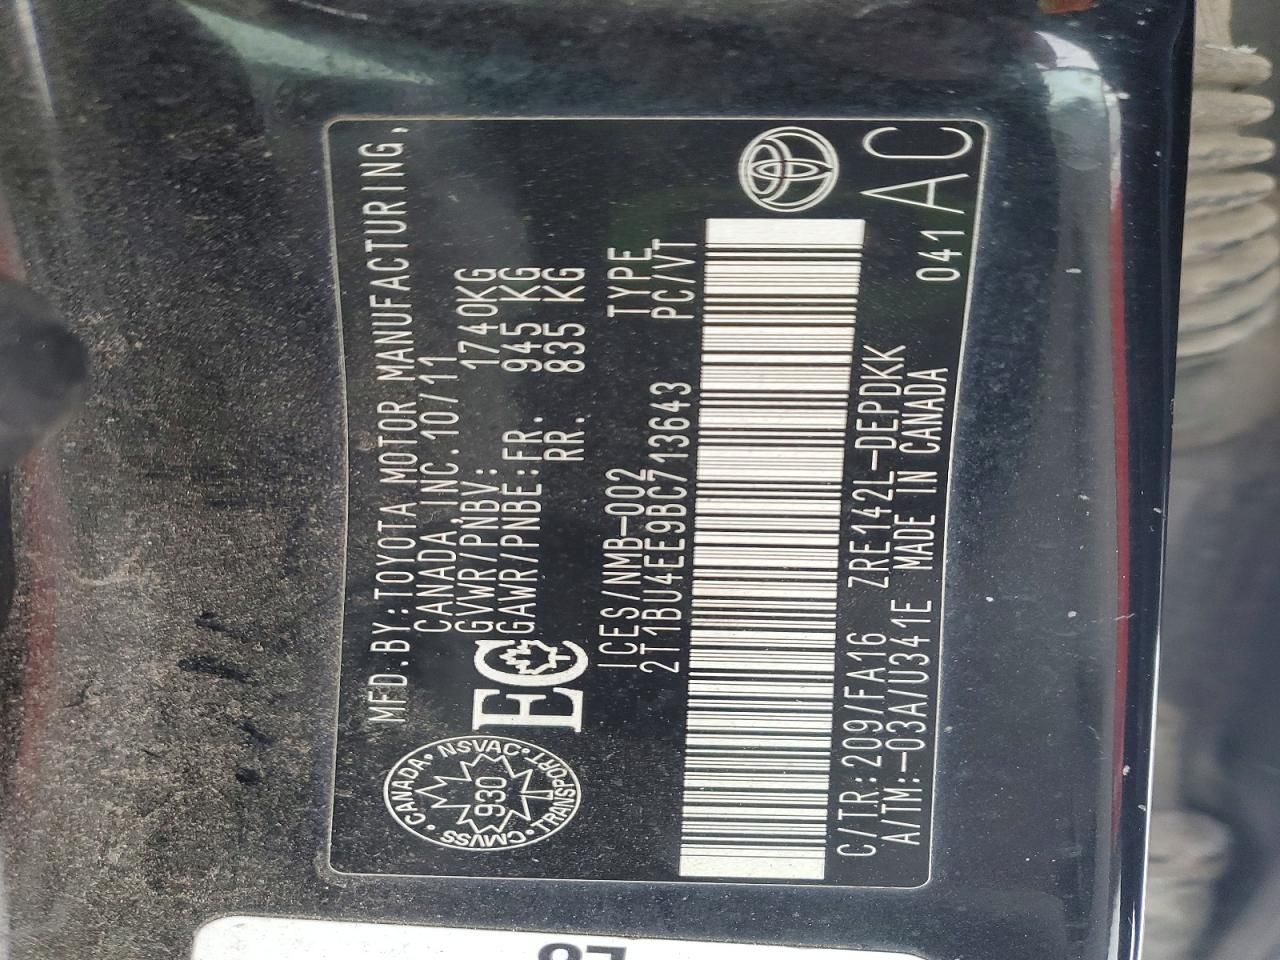 MFD.BY:TOYOTA MOTOR MANUFACTURING,
CANADA,INC.10/11
GVWR/PNBV: 1740KG
GAWR/PNBE:FR. 945 KG
RR. 835 KG
CANADA NSVAC TRANSPORT CMVSS
930
EC
ICES/NMB-002 TYPE
2T1BU4EE9BC713643 PC/VT
C/TR:209/FA16 ZRE142L-DEPDKK
A/TM:-03A/U341E MADE IN CANADA
041 AC